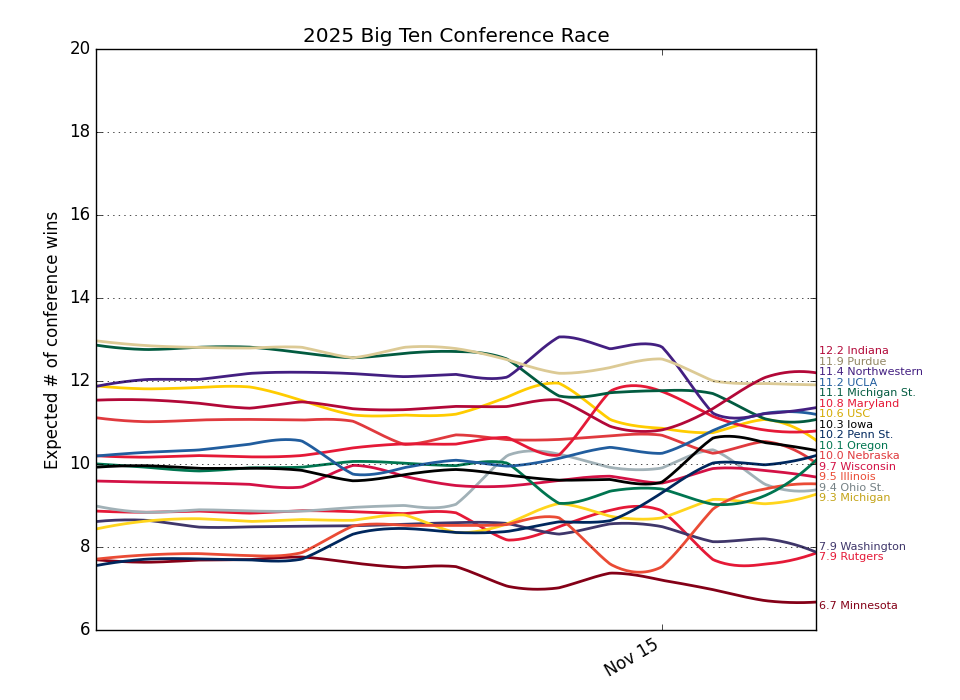 2025 Big Ten Conference Race
Expected # of conference wins
20
18
16
14
12
10
8
6
Nov 15
12.2 Indiana
11.9 Purdue
11.4 Northwestern
11.2 UCLA
11.1 Michigan St.
10.8 Maryland
10.6 USC
10.3 Iowa
10.2 Penn St.
10.1 Oregon
10.0 Nebraska
9.7 Wisconsin
9.5 Illinois
9.4 Ohio St.
9.3 Michigan
7.9 Washington
7.9 Rutgers
6.7 Minnesota